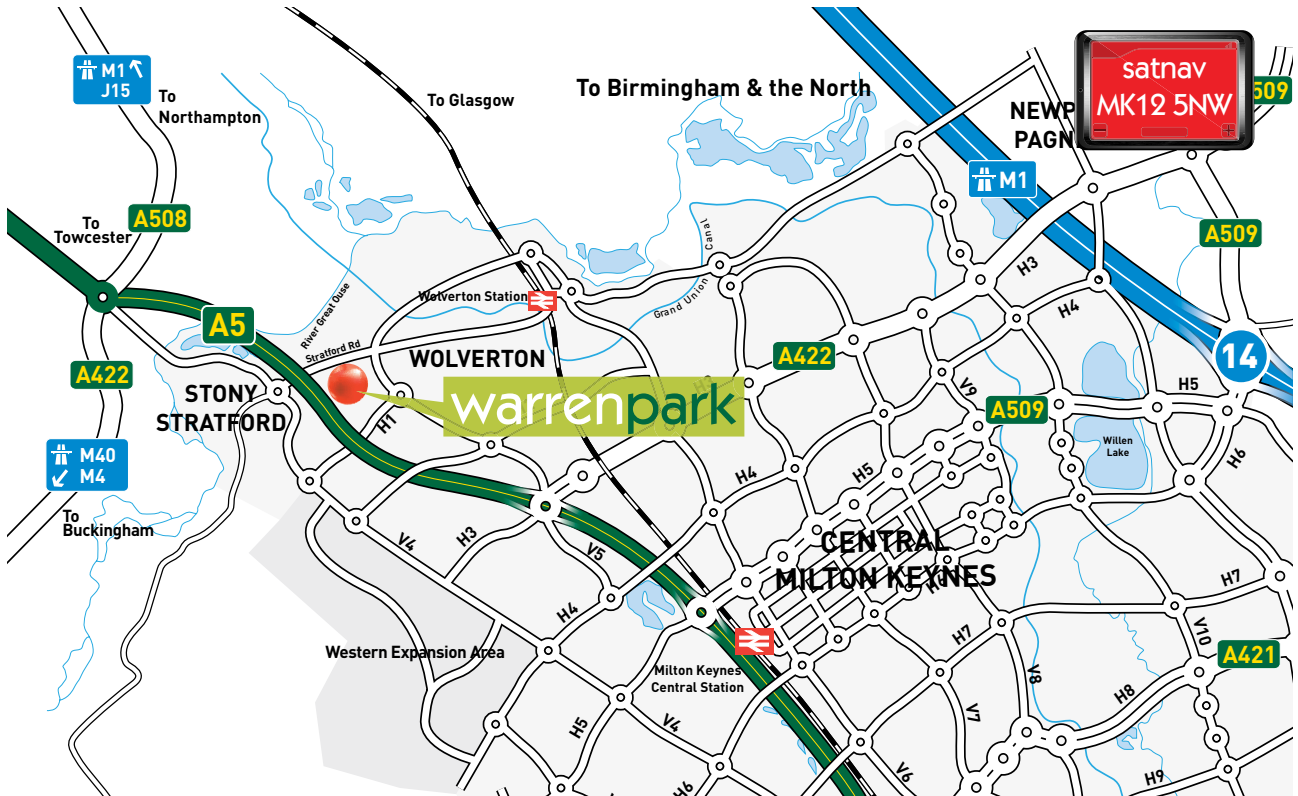 M1
J15
To
Northampton
To Glasgow
To Birmingham & the North
satnav
MK12 5NW
509
NEWP
PAGN
M1
To
Towcester
A508
A509
H3
H4
Canal
Grand Union
River Great Ouse
Wolverton Station
A5
Stratford Rd
WOLVERTON
A422
14
A422
STONY
STRATFORD
H1
warrenpark
V9
H5
A509
M40
M4
Willen
Lake
H4
H5
H6
To
Buckingham
V4
H3
V5
CENTRAL
MILTON KEYNES
H7
H4
H7
V10
Western Expansion Area
Milton Keynes
Central Station
V8
A421
H8
H5
V4
V7
H6
V6
H9